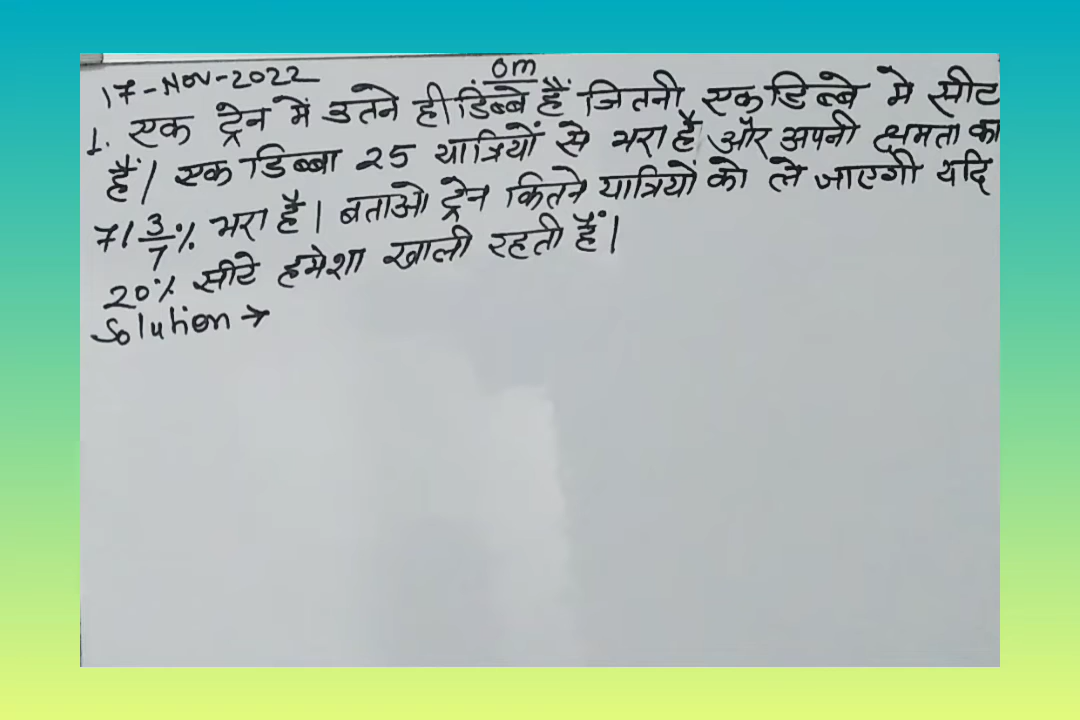 17-Nov-2022
om
1. एक ट्रेन में उतने ही डिब्बे हैं जितनी एक डिब्बे मे सीट
हैं। एक डिब्बा 25 यात्रियों से भरा है और अपनी क्षमता का
71 3/7 % भरा है। बताओ ट्रेन कितने यात्रियों को ले जाएगी यदि
20% सीटे हमेशा खाली रहती हैं।
Solution →